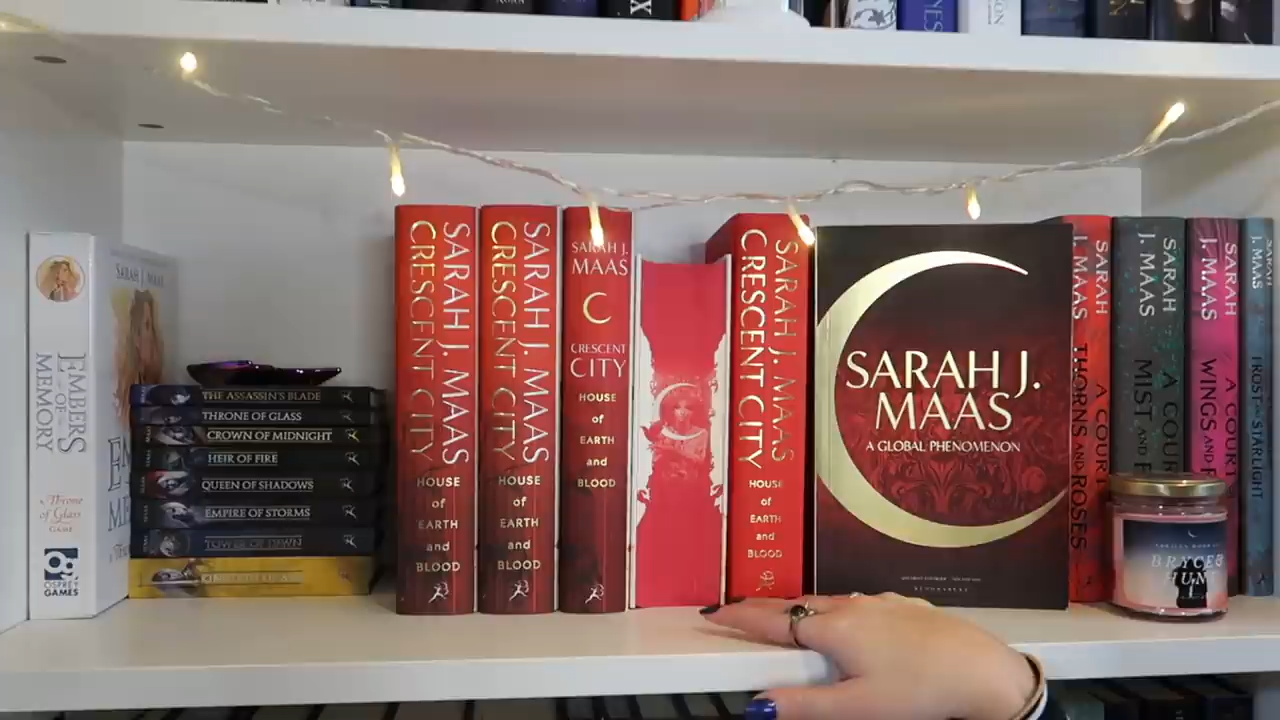 EMBERS
OF
MEMORY
A Throne
of Glass
GAME
OSPREY
GAMES
SARAH J. MAAS
THE ASSASSIN'S BLADE
THRONE OF GLASS
CROWN OF MIDNIGHT
HEIR OF FIRE
QUEEN OF SHADOWS
EMPIRE OF STORMS
TOWER OF DAWN
SARAH J. MAAS
CRESCENT CITY
HOUSE
of
EARTH
and
BLOOD
SARAH J. MAAS
CRESCENT CITY
HOUSE
of
EARTH
and
BLOOD
SARAH J.
MAAS
CRESCENT
CITY
HOUSE
of
EARTH
and
BLOOD
SARAH J. MAAS
CRESCENT CITY
HOUSE
of
EARTH
and
BLOOD
SARAH J.
MAAS
A GLOBAL PHENOMENON
BLOOMSBURY
SARAH
J. MAAS
A COURT
THORNS AND ROSES
SARAH
J. MAAS
A COURT
MIST AND
SARAH
J. MAAS
A COURT
WINGS AND
SARAH
J. MAAS
FROST AND STARLIGHT
BRYCE &
HUNT